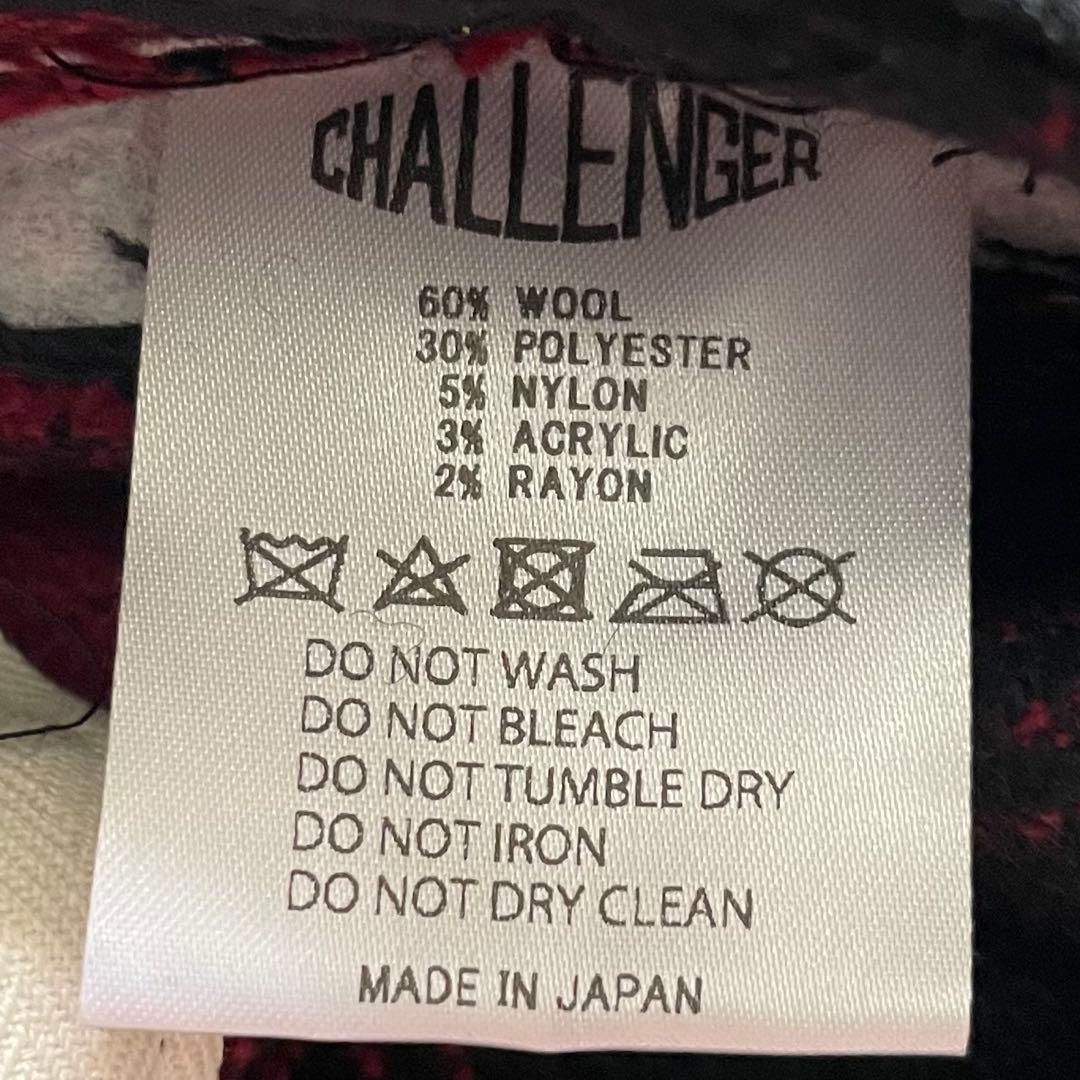 CHALLENGER
60% WOOL
30% POLYESTER
5% NYLON
3% ACRYLIC
2% RAYON
DO NOT WASH
DO NOT BLEACH
DO NOT TUMBLE DRY
DO NOT IRON
DO NOT DRY CLEAN
MADE IN JAPAN